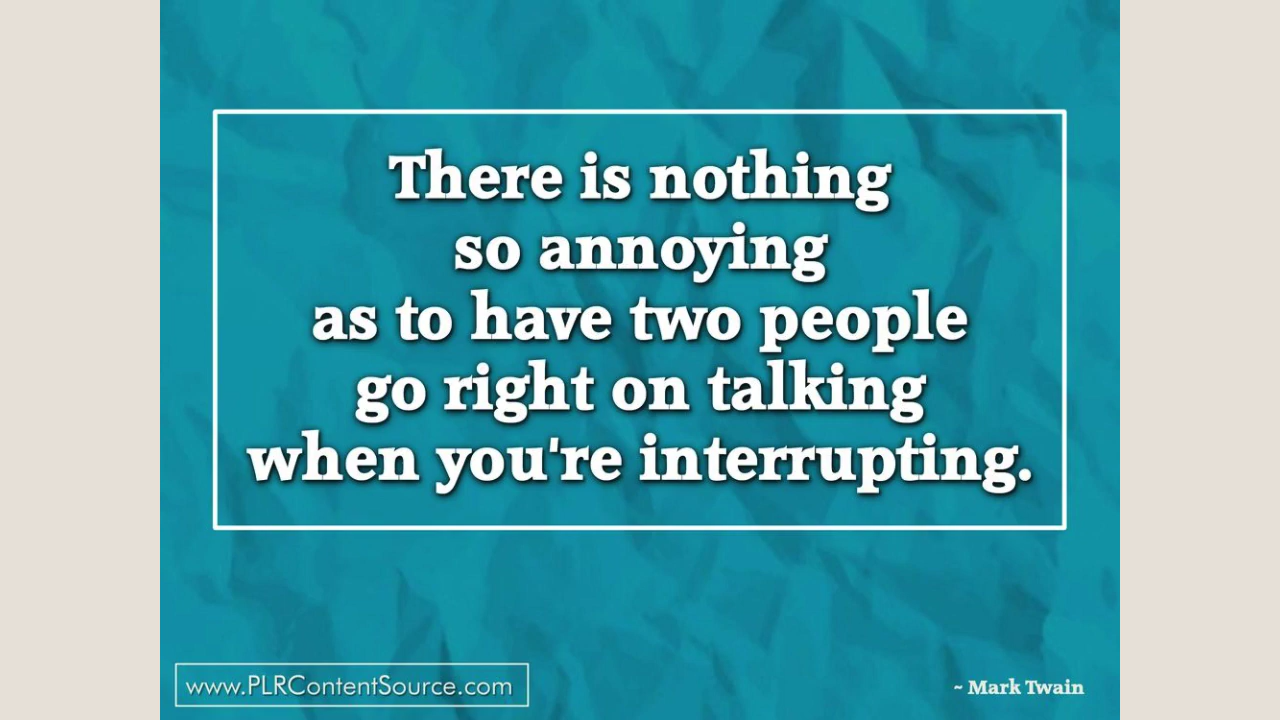 There is nothing
so annoying
as to have two people
go right on talking
when you're interrupting.
www.PLRContentSource.com
~ Mark Twain